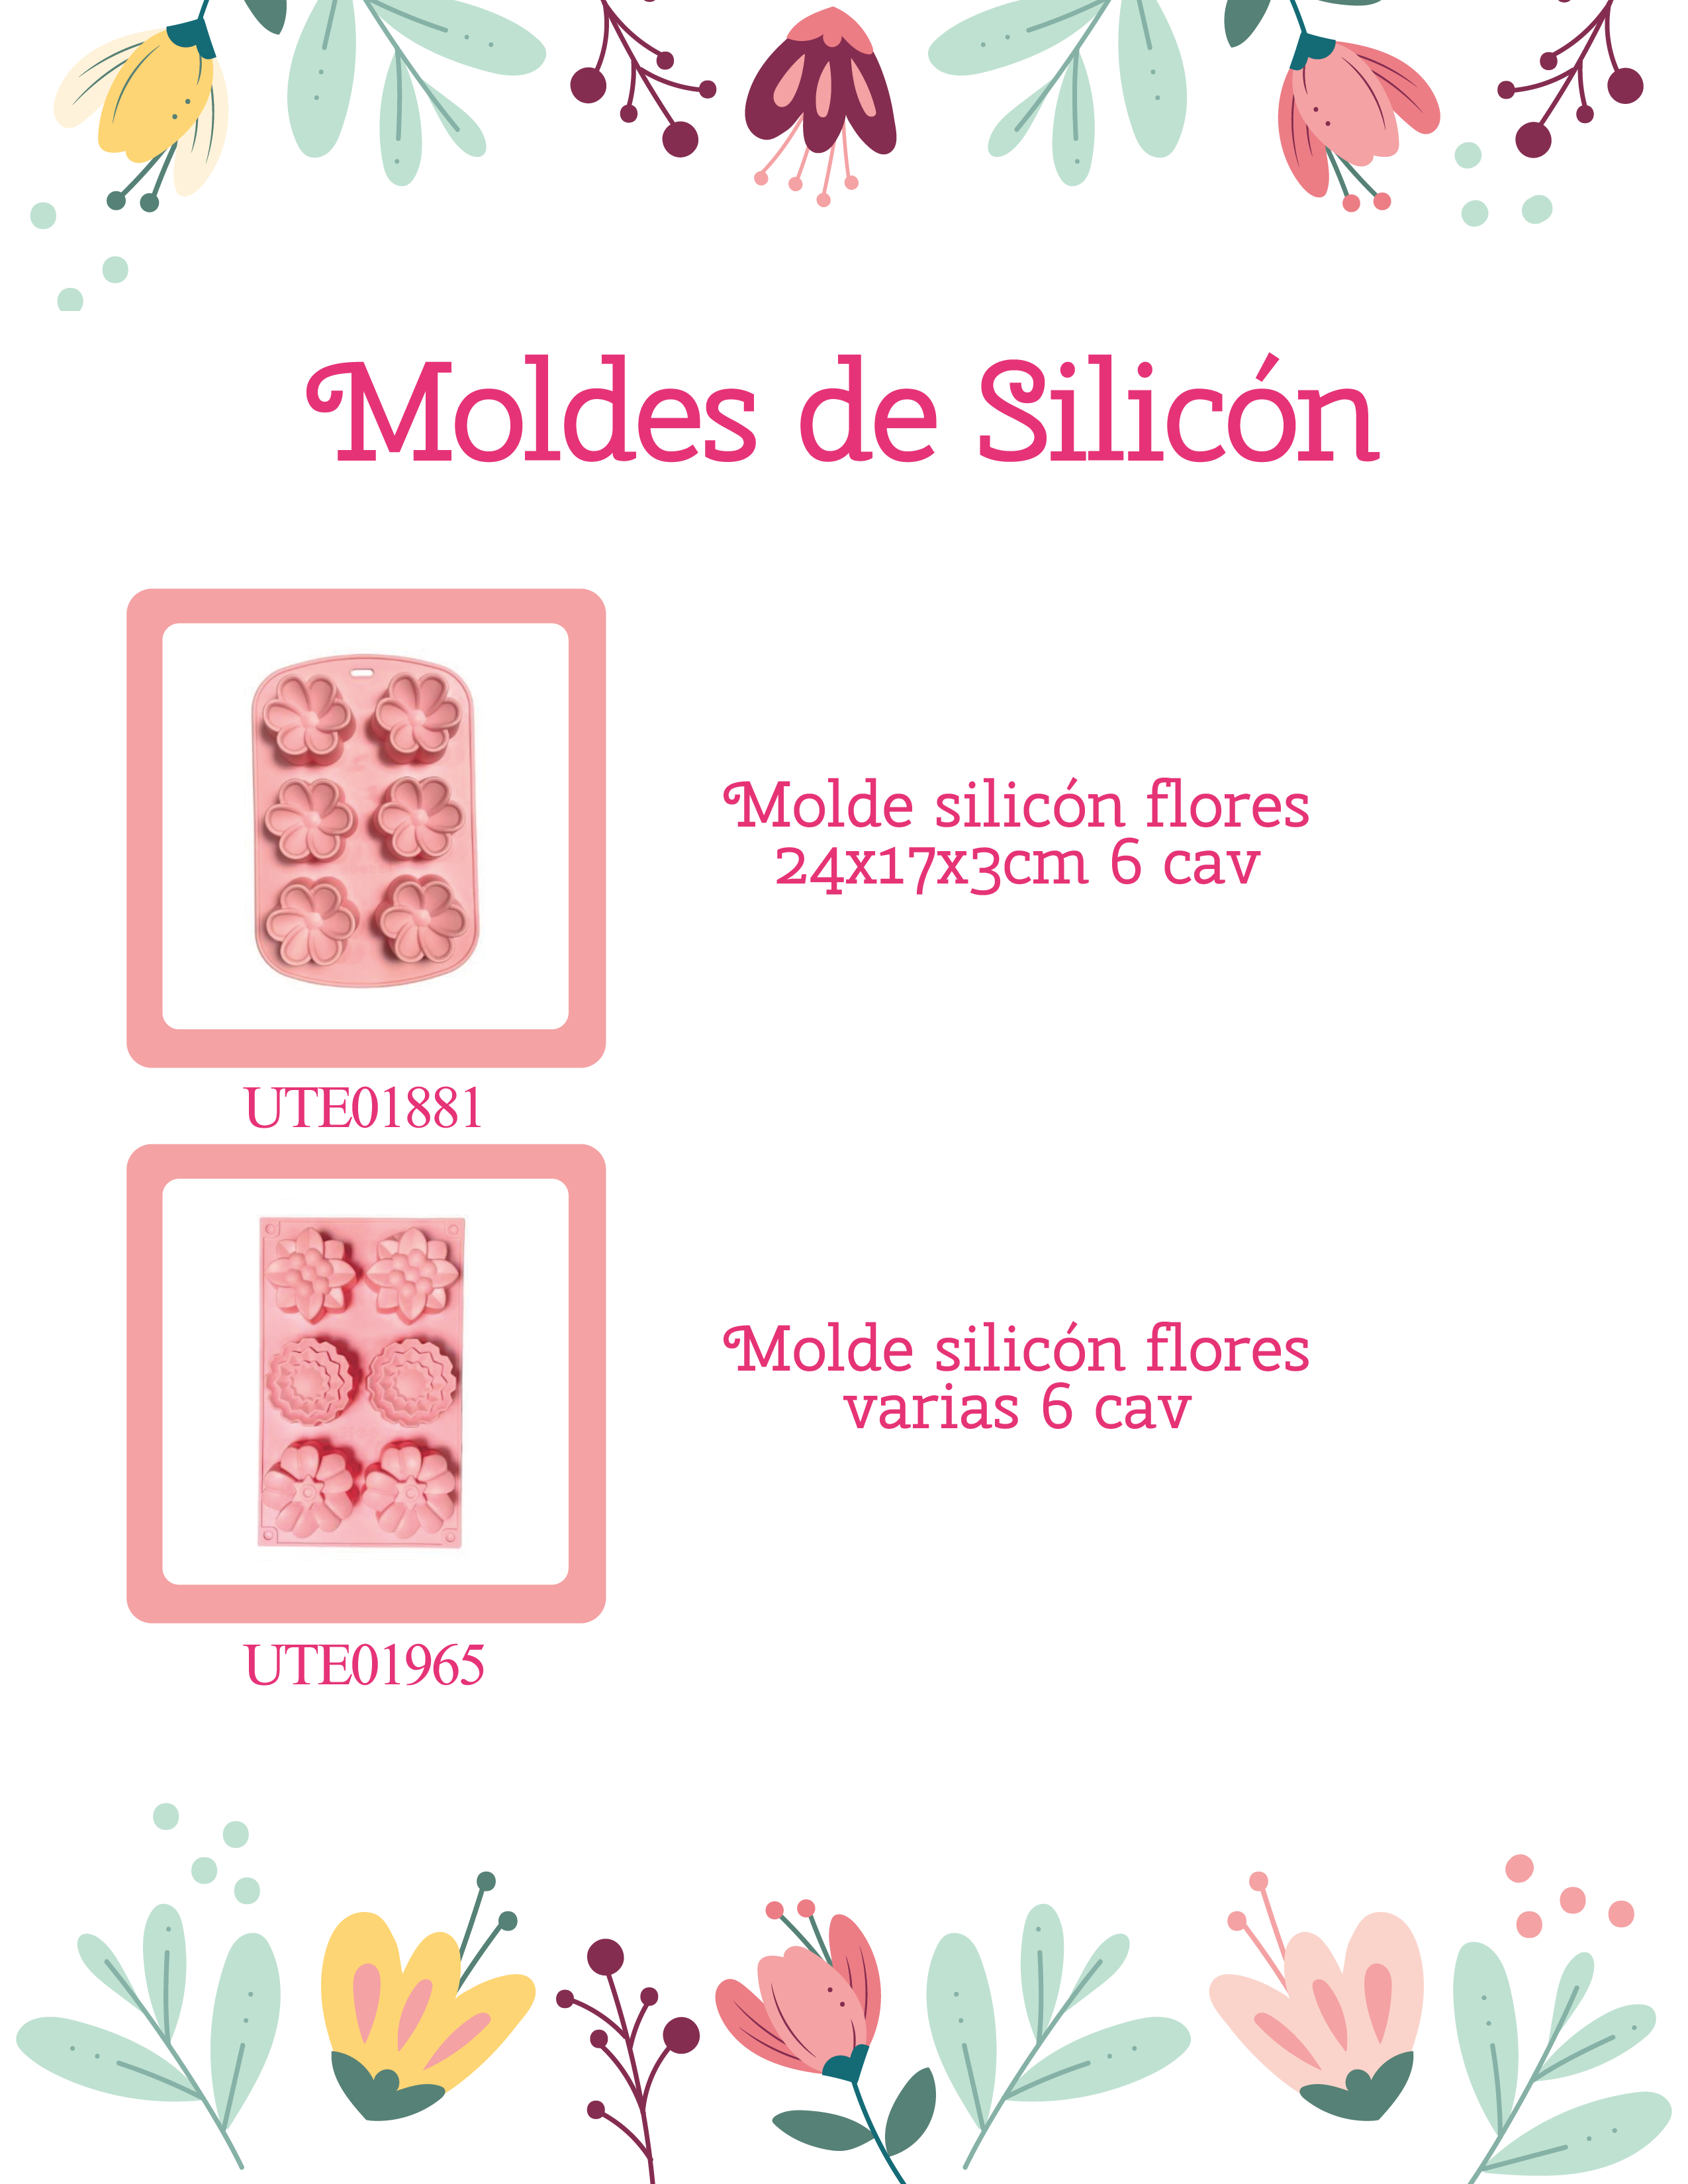 Moldes de Silicón
Molde silicón flores
24x17x3cm 6 cav
UTE01881
Molde silicón flores
varias 6 cav
UTE01965